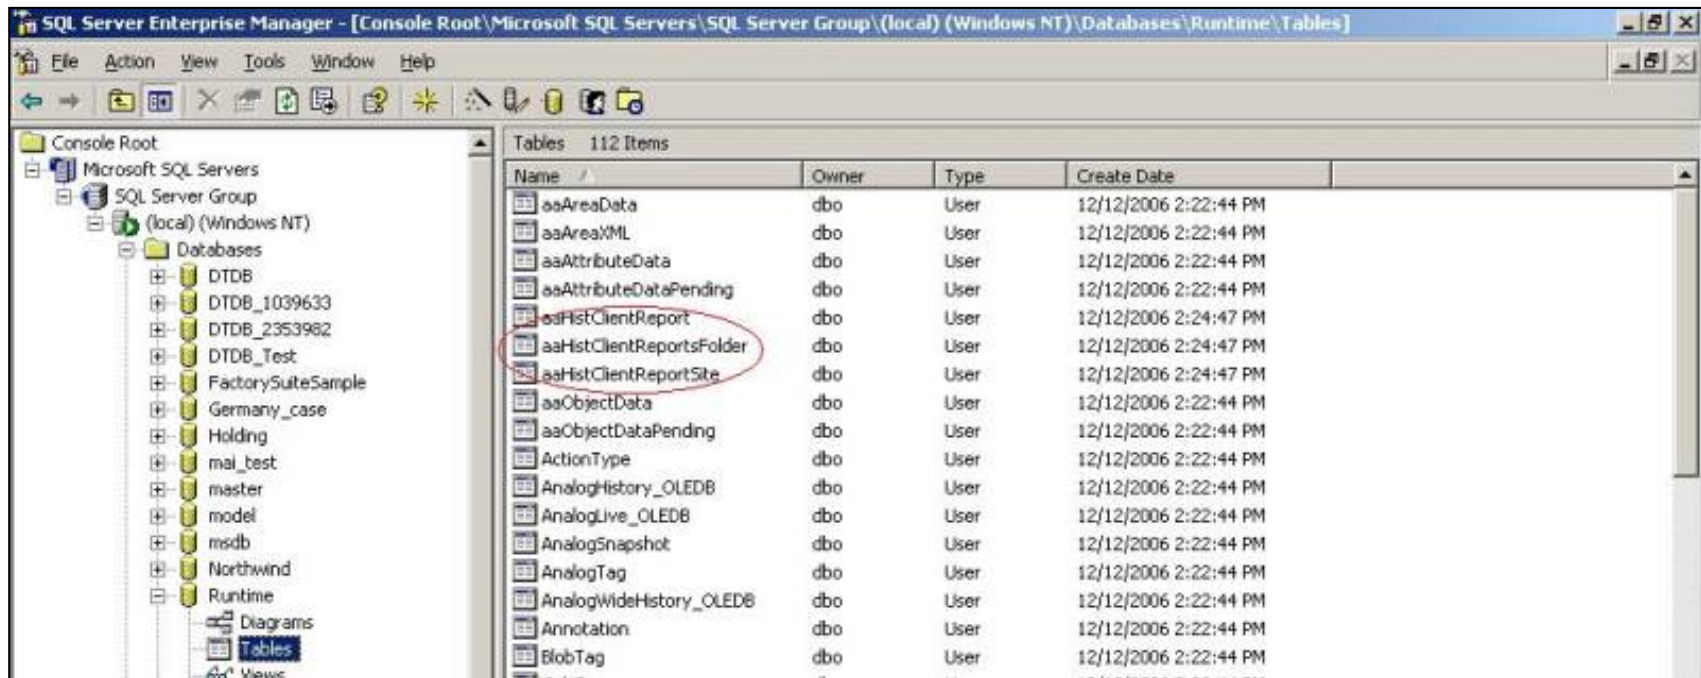 SQL Server Enterprise Manager - [Console Root\Microsoft SQL Servers\SQL Server Group\(local) (Windows NT)\Databases\Runtime\Tables]
File Action View Tools Window Help
Console Root
Microsoft SQL Servers
SQL Server Group
(local) (Windows NT)
Databases
DTDB
DTDB_1039633
DTDB_2353982
DTDB_Test
FactorySuiteSample
Germany_case
Holding
mai_test
master
model
msdb
Northwind
Runtime
Diagrams
Tables
Views
Tables 112 Items
Name Owner Type Create Date
aaAreaData dbo User 12/12/2006 2:22:44 PM
aaAreaXML dbo User 12/12/2006 2:22:44 PM
aaAttributeData dbo User 12/12/2006 2:22:44 PM
aaAttributeDataPending dbo User 12/12/2006 2:22:44 PM
aaHistClientReport dbo User 12/12/2006 2:24:47 PM
aaHistClientReportsFolder dbo User 12/12/2006 2:24:47 PM
aaHistClientReportSite dbo User 12/12/2006 2:24:47 PM
aaObjectData dbo User 12/12/2006 2:22:44 PM
aaObjectDataPending dbo User 12/12/2006 2:22:44 PM
ActionType dbo User 12/12/2006 2:22:44 PM
AnalogHistory_OLEDB dbo User 12/12/2006 2:22:44 PM
AnalogLive_OLEDB dbo User 12/12/2006 2:22:44 PM
AnalogSnapshot dbo User 12/12/2006 2:22:44 PM
AnalogTag dbo User 12/12/2006 2:22:44 PM
AnalogWideHistory_OLEDB dbo User 12/12/2006 2:22:44 PM
Annotation dbo User 12/12/2006 2:22:44 PM
BlobTag dbo User 12/12/2006 2:22:44 PM